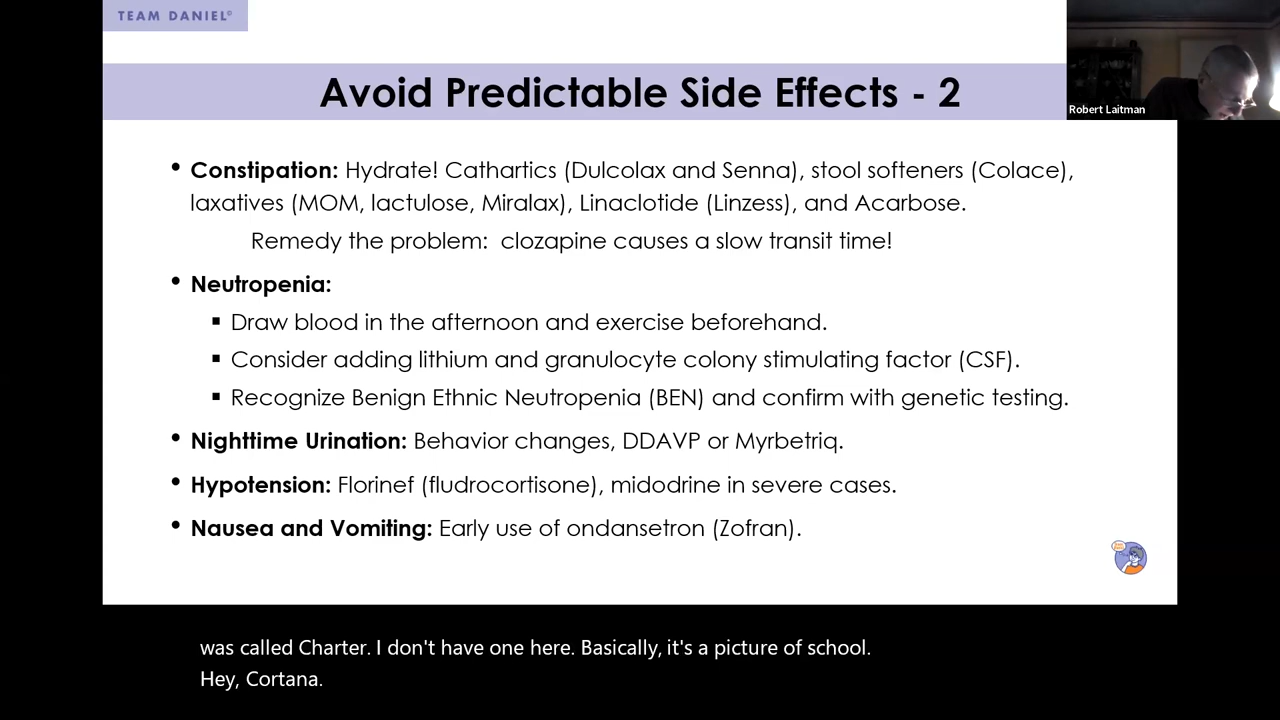 TEAM DANIEL©
Avoid Predictable Side Effects - 2
Robert Laitman
• Constipation: Hydrate! Cathartics (Dulcolax and Senna), stool softeners (Colace),
laxatives (MOM, lactulose, Miralax), Linaclotide (Linzess), and Acarbose.
Remedy the problem: clozapine causes a slow transit time!
• Neutropenia:
▪ Draw blood in the afternoon and exercise beforehand.
▪ Consider adding lithium and granulocyte colony stimulating factor (CSF).
▪ Recognize Benign Ethnic Neutropenia (BEN) and confirm with genetic testing.
• Nighttime Urination: Behavior changes, DDAVP or Myrbetriq.
• Hypotension: Florinef (fludrocortisone), midodrine in severe cases.
• Nausea and Vomiting: Early use of ondansetron (Zofran).
was called Charter. I don't have one here. Basically, it's a picture of school.
Hey, Cortana.